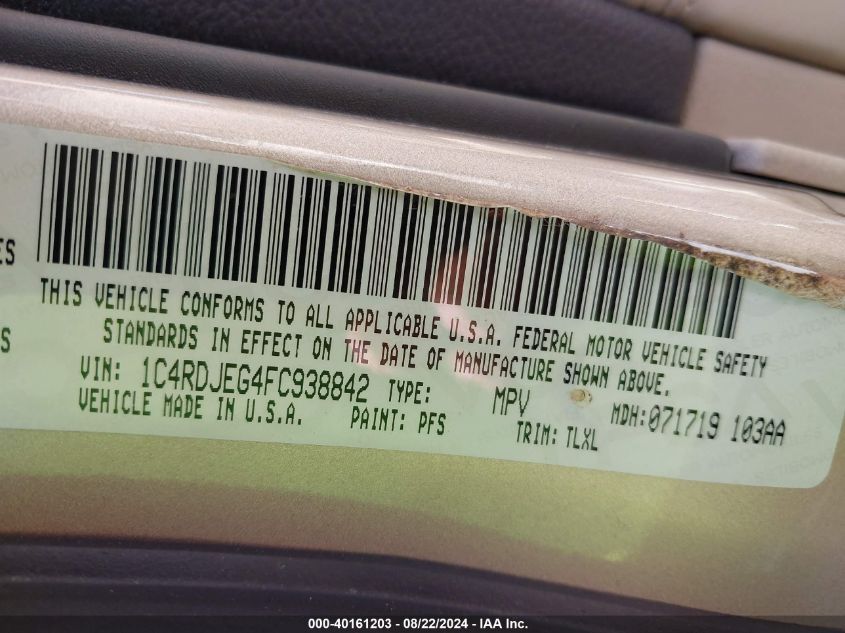 ES
THIS VEHICLE CONFORMS TO ALL APPLICABLE U.S.A. FEDERAL MOTOR VEHICLE SAFETY
S STANDARDS IN EFFECT ON THE DATE OF MANUFACTURE SHOWN ABOVE.
VIN: 1C4RDJEG4FC938842 TYPE: MPV MDH:071719 103AA
VEHICLE MADE IN U.S.A. PAINT: PFS TRIM: TLXL
000-40161203 - 08/22/2024 - IAA Inc.